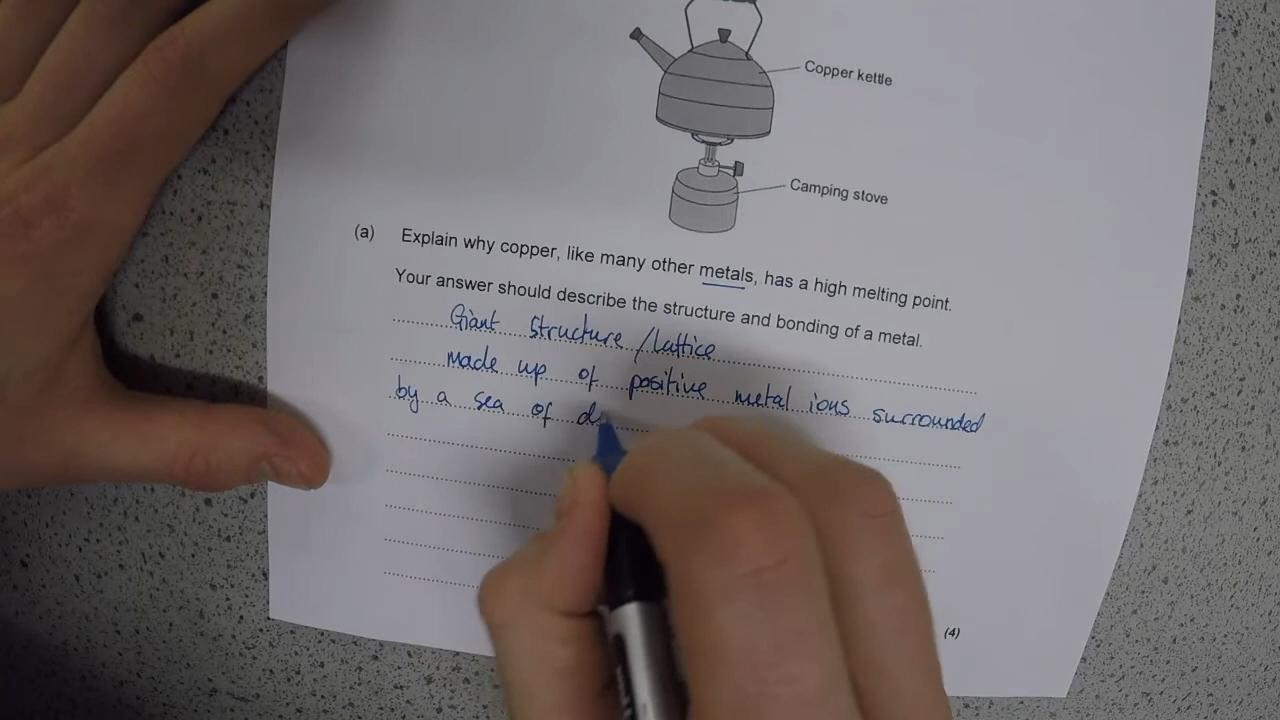 Copper kettle
Camping stove
(a) Explain why copper, like many other metals, has a high melting point.
Your answer should describe the structure and bonding of a metal.
Giant structure / lattice
made up of positive metal ions surrounded
by a sea of de
(4)